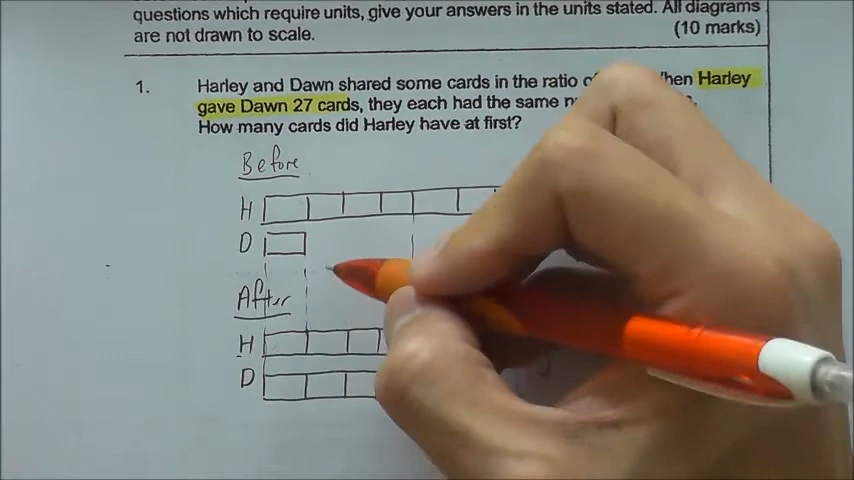 questions which require units, give your answers in the units stated. All diagrams
are not drawn to scale. (10 marks)
1. Harley and Dawn shared some cards in the ratio Harley
gave Dawn 27 cards, they each had the same
How many cards did Harley have at first?
Before
H
D
After
H
D